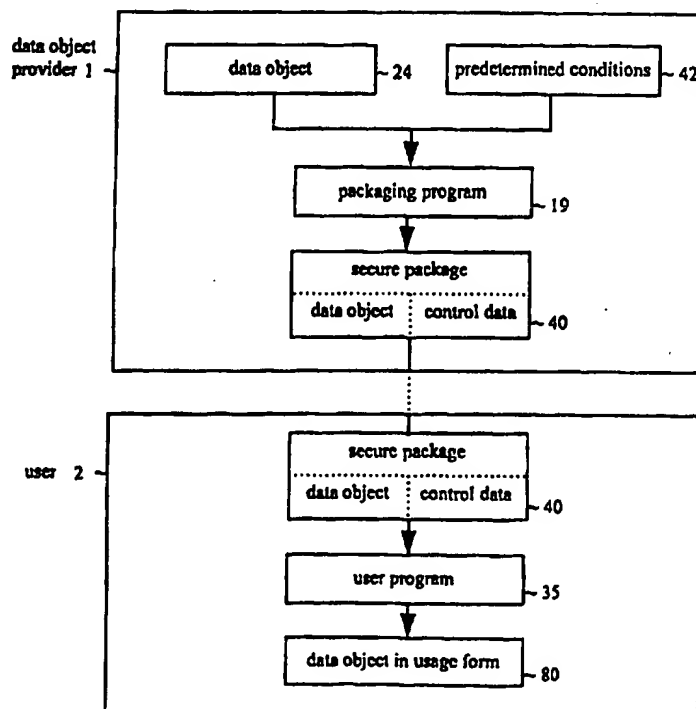 data object
provider 1
data object
24
predetermined conditions
42
packaging program
19
secure package
data object
control data
40
user 2
secure package
data object
control data
40
user program
35
data object in usage form
80